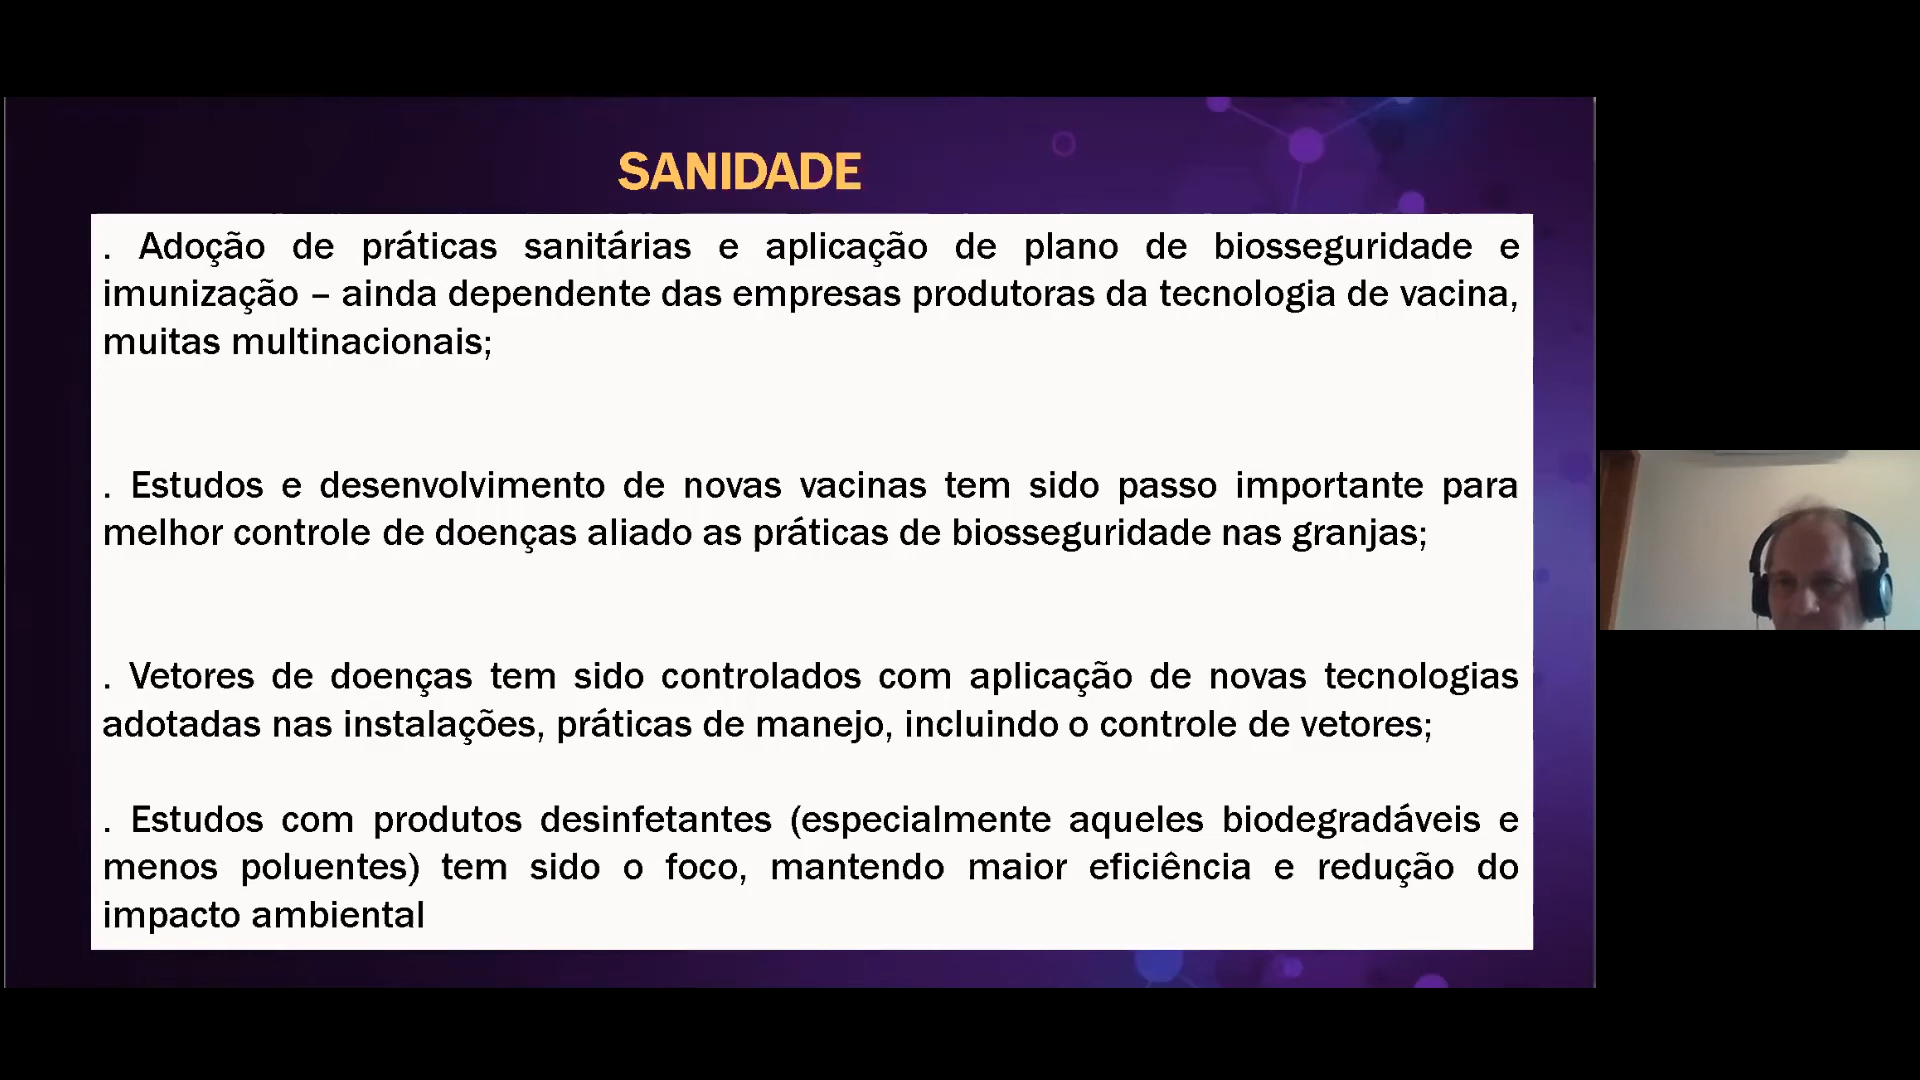 SANIDADE
. Adoção de práticas sanitárias e aplicação de plano de biosseguridade e
imunização – ainda dependente das empresas produtoras da tecnologia de vacina,
muitas multinacionais;
. Estudos e desenvolvimento de novas vacinas tem sido passo importante para
melhor controle de doenças aliado as práticas de biosseguridade nas granjas;
. Vetores de doenças tem sido controlados com aplicação de novas tecnologias
adotadas nas instalações, práticas de manejo, incluindo o controle de vetores;
. Estudos com produtos desinfetantes (especialmente aqueles biodegradáveis e
menos poluentes) tem sido o foco, mantendo maior eficiência e redução do
impacto ambiental